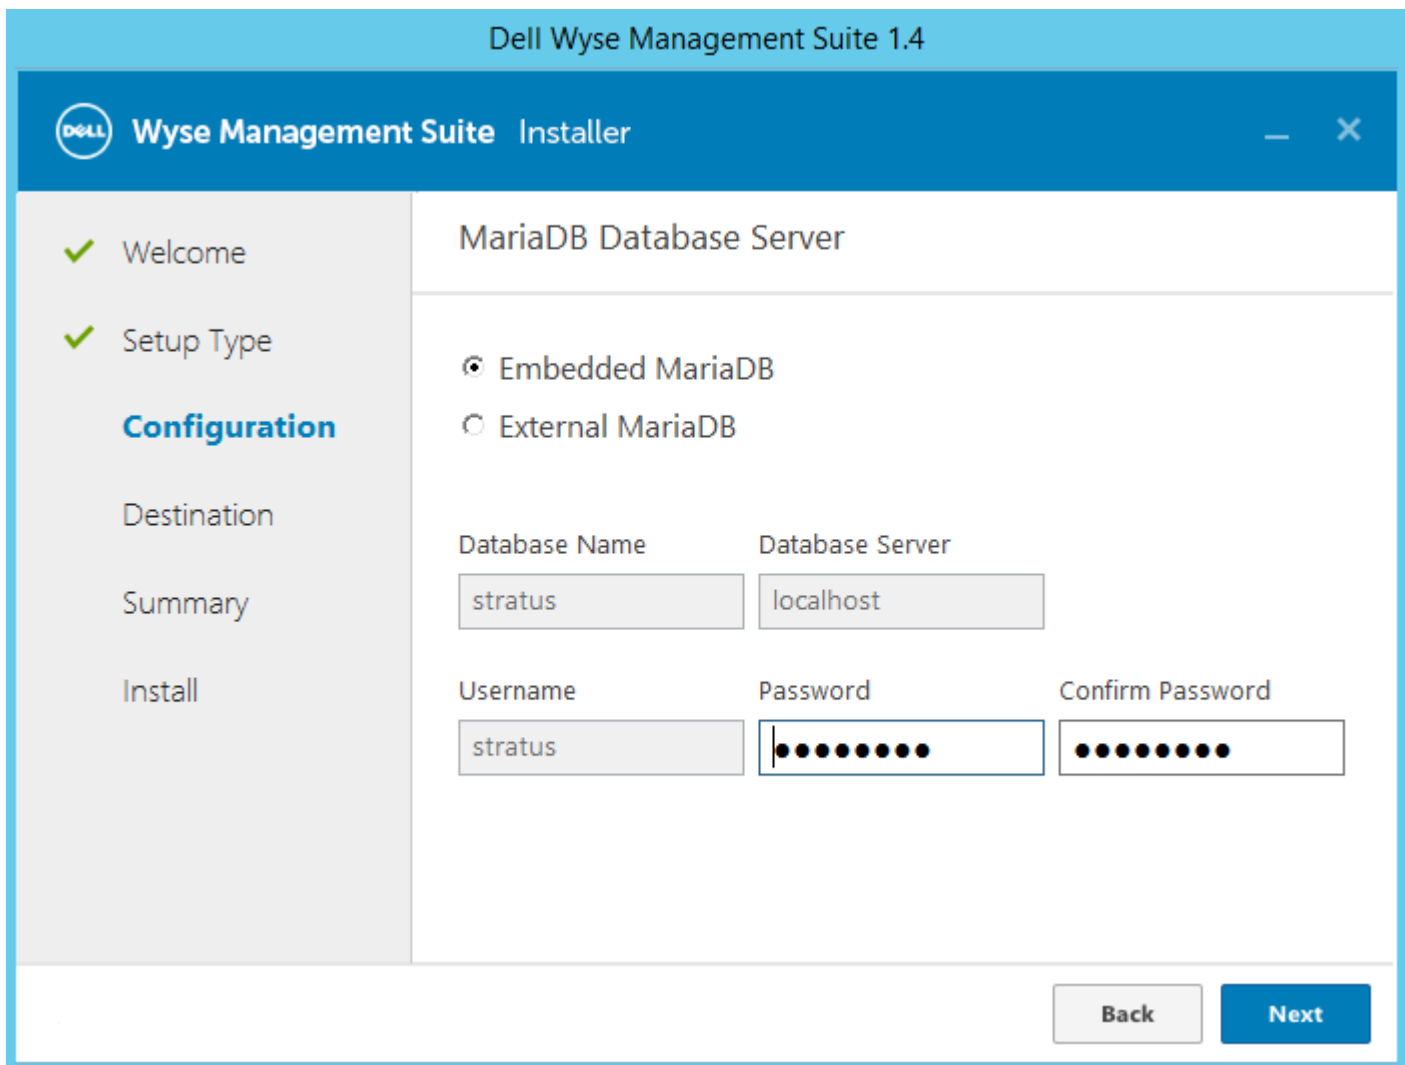 Dell Wyse Management Suite 1.4
DELL Wyse Management Suite Installer
Welcome
Setup Type
Configuration
Destination
Summary
Install
MariaDB Database Server
Embedded MariaDB
External MariaDB
Database Name Database Server
stratus localhost
Username Password Confirm Password
stratus ●●●●●●●● ●●●●●●●●
Back Next